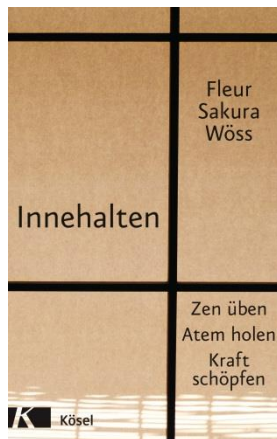 Fleur
Sakura
Wöss
Innehalten
Zen üben
Atem holen
Kraft
schöpfen
K Kösel